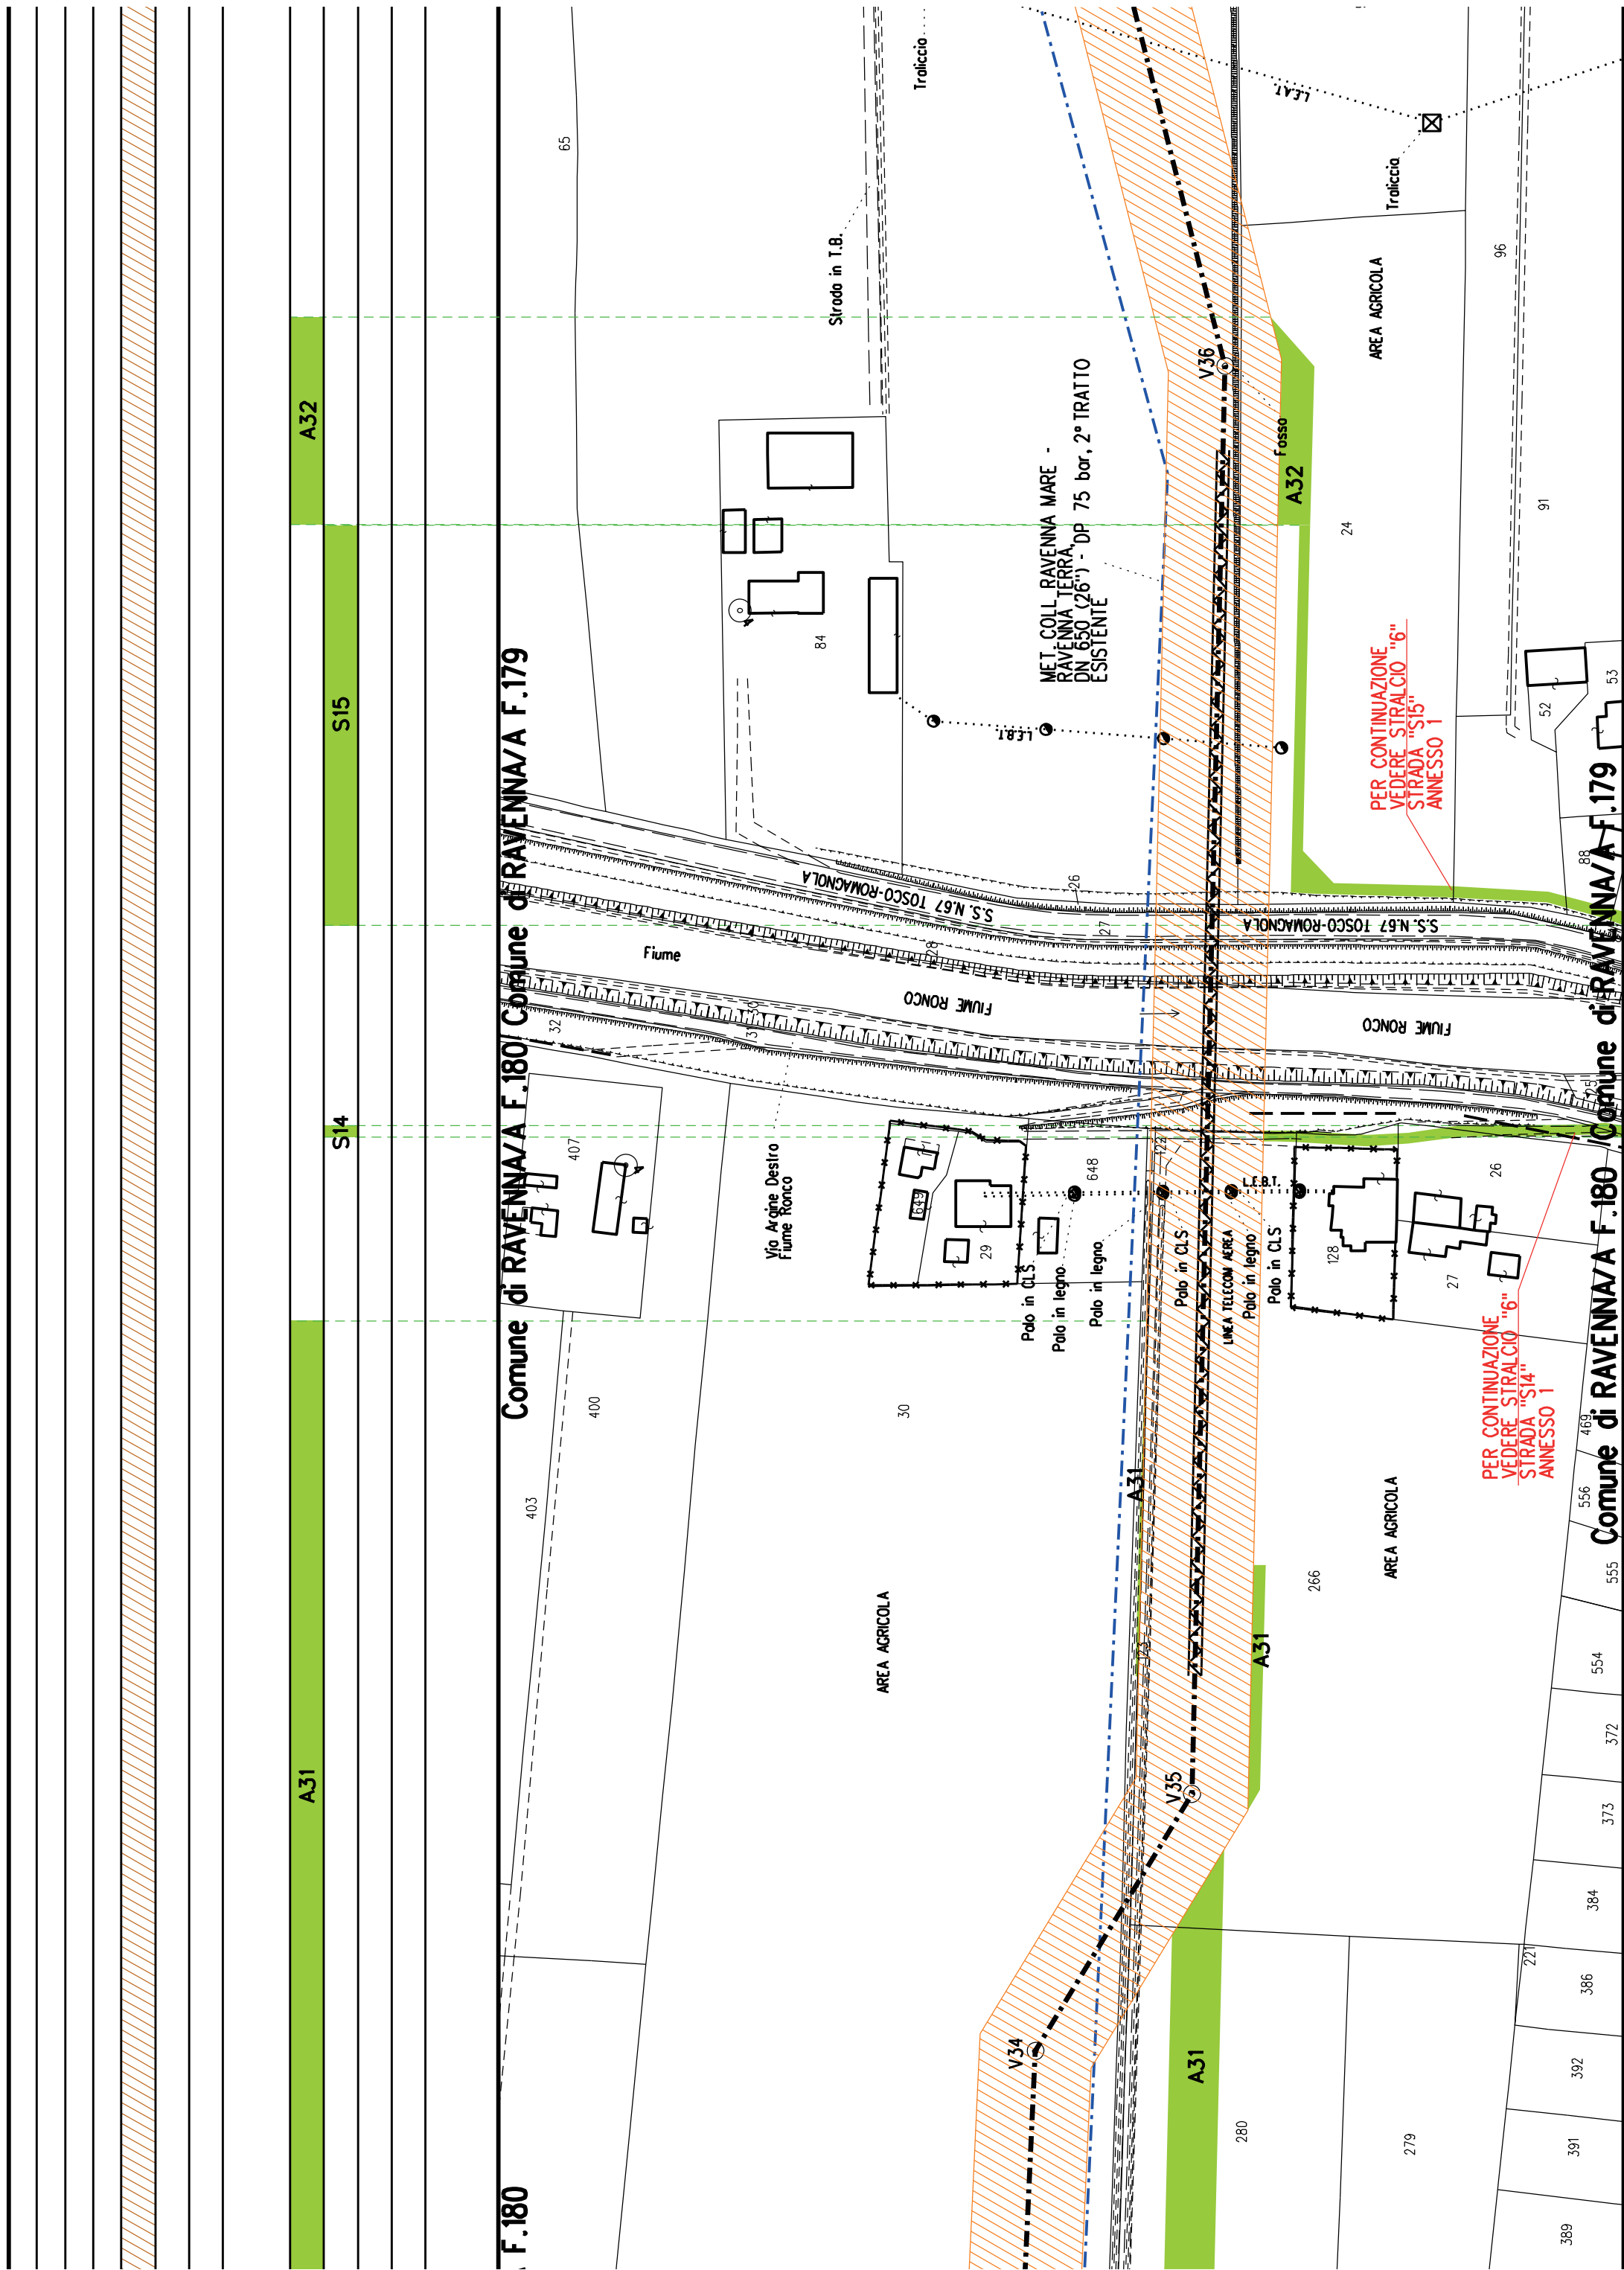 A32
S15
S14
A31
Comune di RAVENNA/A F.180/ Comune di RAVENNA/A F.179
F.180
65
Traliccio
Strada in T.B.
84
L.E.B.T.
MET. COLL. RAVENNA MARE -
RAVENNA TERRA,
DN 650 (26") - DP 75 bar, 2° TRATTO
ESISTENTE
V36
Fosso
A32
L.E.A.T.
Traliccio
AREA AGRICOLA
96
91
24
52
53
88
PER CONTINUAZIONE
VEDERE STRALCIO "6"
STRADA "S15"
ANNESSO 1
S.S. N.67 TOSCO-ROMAGNOLA
S.S. N.67 TOSCO-ROMAGNOLA
26
27
28
Fiume
FIUME RONCO
FIUME RONCO
30
31
32
25
407
Via Argine Destro
Fiume Ronco
649
29
648
122
Palo in CLS
Palo in legno
Palo in legno
Palo in CLS
LINEA TELECOM AEREA
Palo in legno
Palo in CLS
L.E.B.T.
128
26
27
PER CONTINUAZIONE
VEDERE STRALCIO "6"
STRADA "S14"
ANNESSO 1
Comune di RAVENNA/A F.180 /Comune di RAVENNA/A F.179
400
403
30
AREA AGRICOLA
A31
123
A31
266
AREA AGRICOLA
469
556
555
554
372
373
384
386
221
392
391
389
V35
V34
A31
280
279